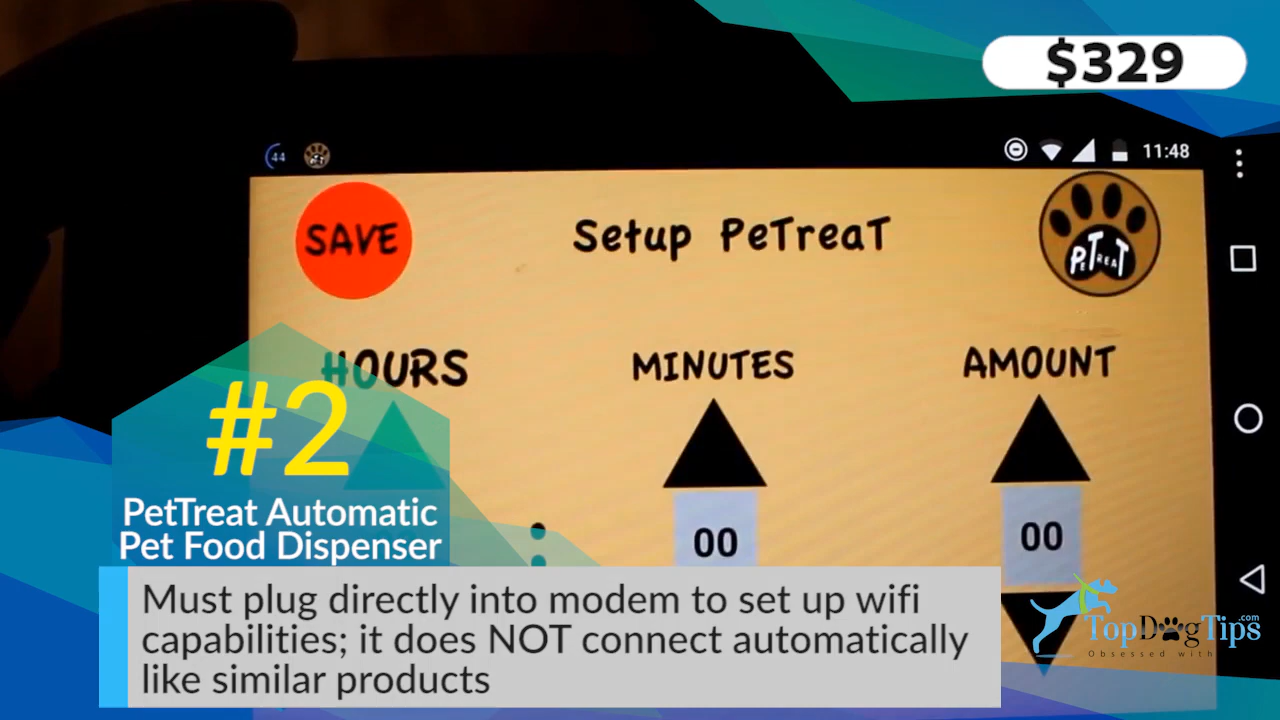 $329
44
11:48
SAVE
Setup PeTreaT
PeTreaT
HOURS
MINUTES
AMOUNT
#2
PetTreat Automatic
Pet Food Dispenser
:
00
00
Must plug directly into modem to set up wifi
capabilities; it does NOT connect automatically
like similar products
TopDogTips.com
Obsessed with